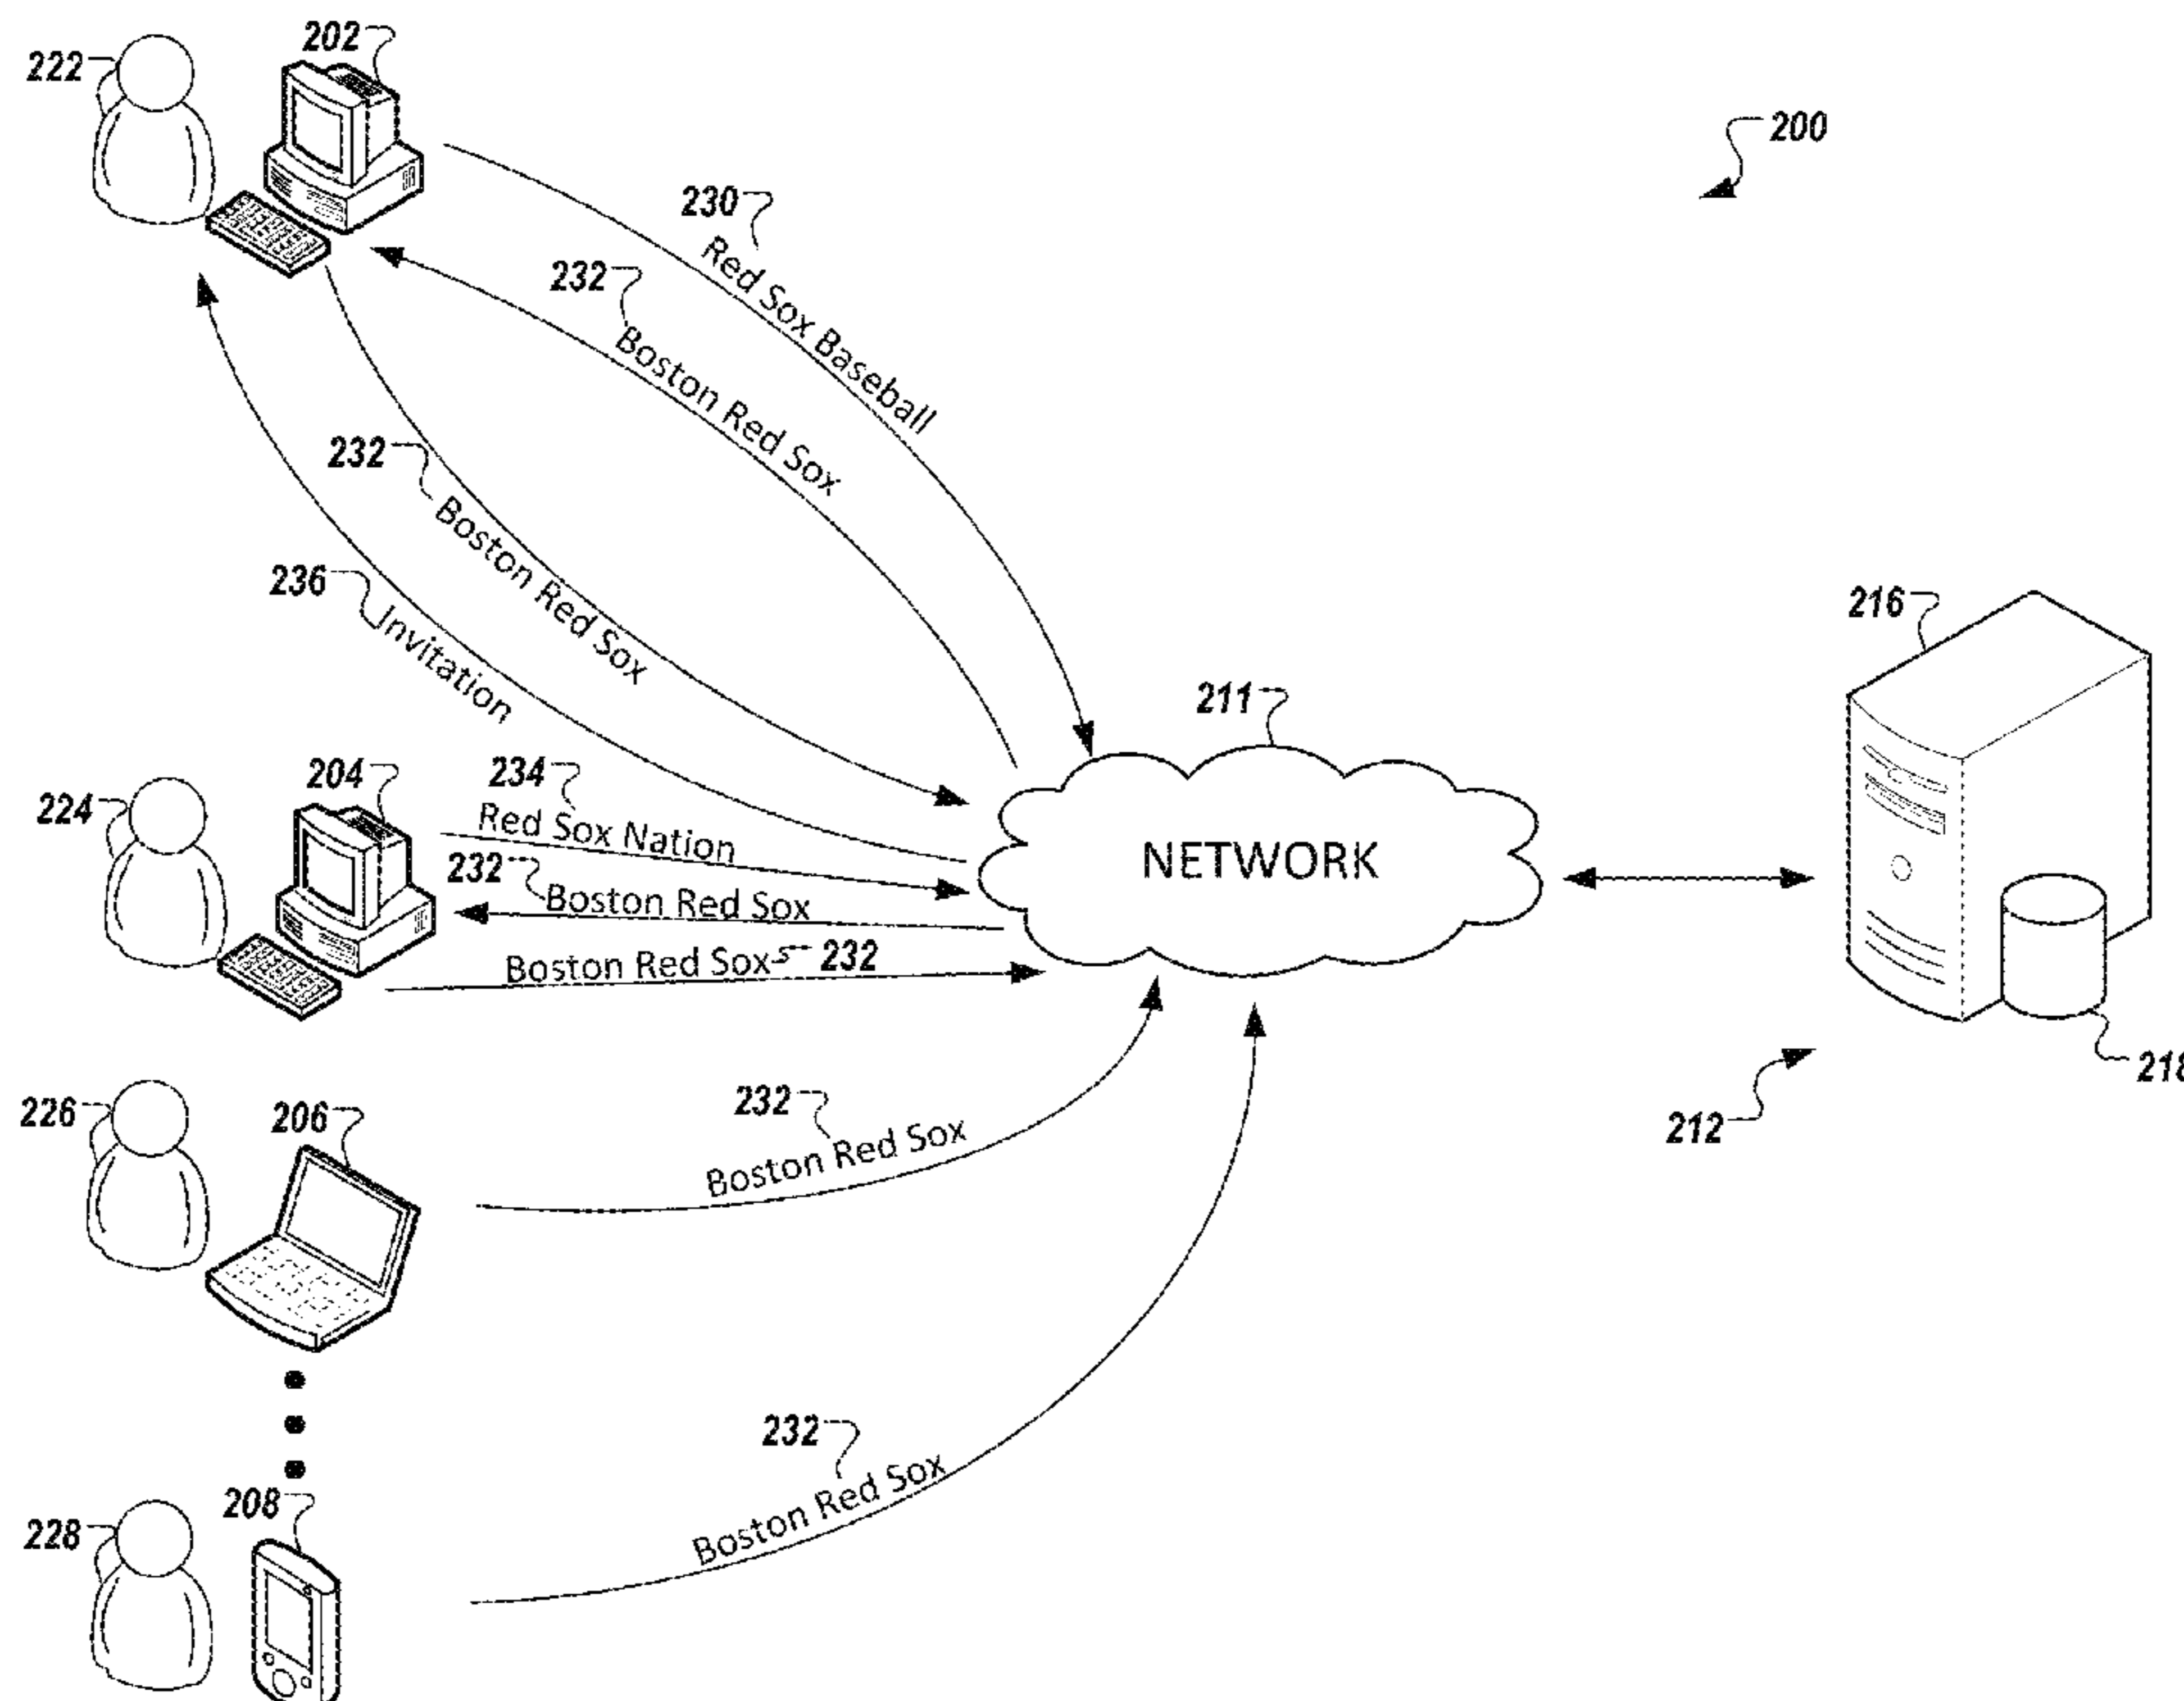 202
222
200
230
Red Sox Baseball
232
Boston Red Sox
232
Boston Red Sox
236
Invitation
216
211
NETWORK
204
234
Red Sox Nation
224
232
Boston Red Sox
Boston Red Sox 232
218
212
226
206
232
Boston Red Sox
232
Boston Red Sox
208
228